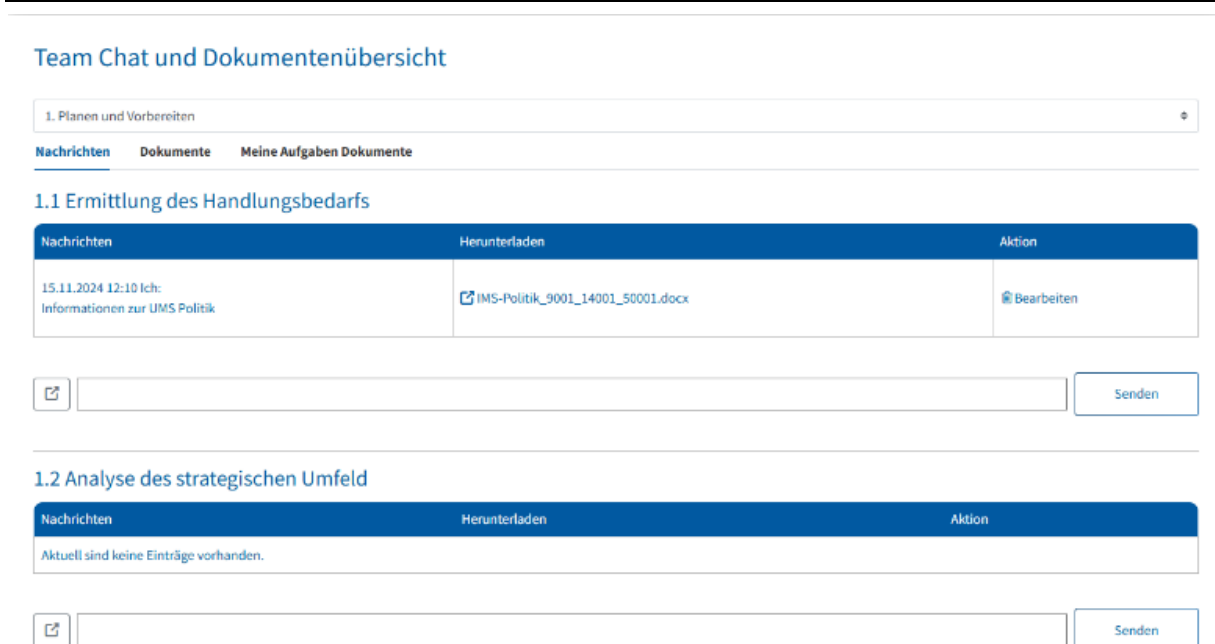 Team Chat und Dokumentenübersicht
1. Planen und Vorbereiten
Nachrichten Dokumente Meine Aufgaben Dokumente
1.1 Ermittlung des Handlungsbedarfs
Nachrichten Herunterladen Aktion
15.11.2024 12:10 Ich:
Informationen zur UMS Politik
IMS-Politik_9001_14001_50001.docx
Bearbeiten
Senden
1.2 Analyse des strategischen Umfeld
Nachrichten Herunterladen Aktion
Aktuell sind keine Einträge vorhanden.
Senden